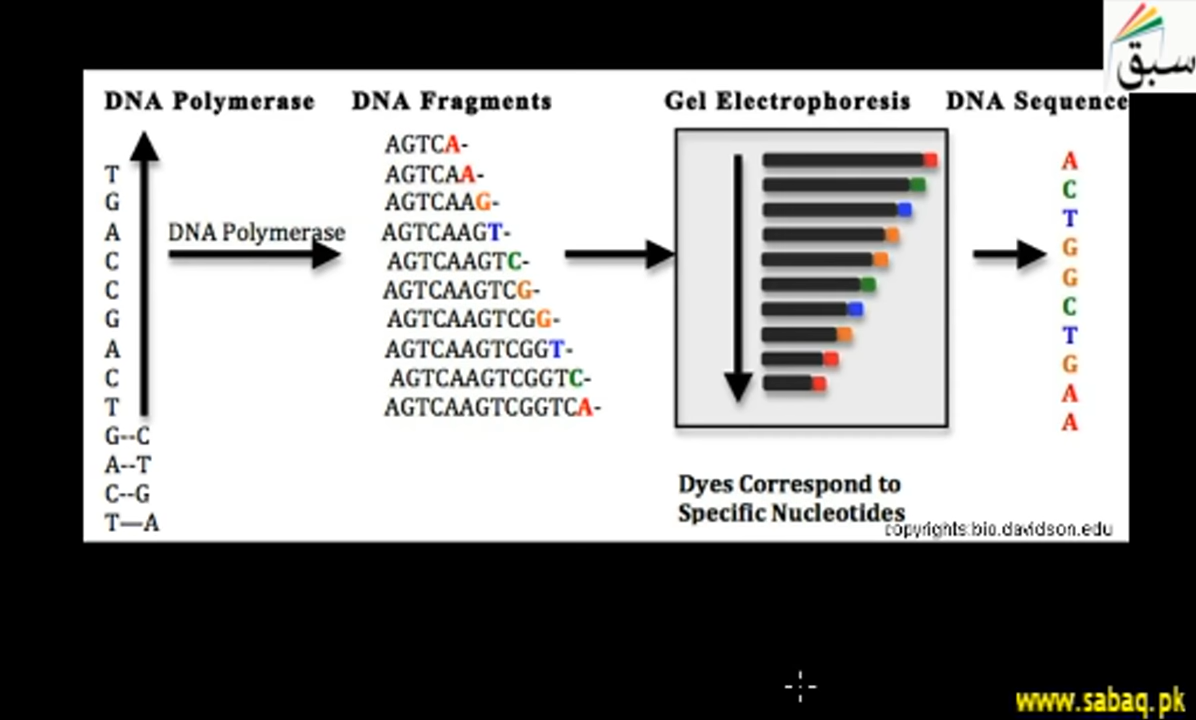 سبق
DNA Polymerase
T
G
A
C
C
G
A
C
T
G--C
A--T
C--G
T—A
DNA Polymerase
DNA Fragments
AGTCA-
AGTCAA-
AGTCAAG-
AGTCAAGT-
AGTCAAGTC-
AGTCAAGTCG-
AGTCAAGTCGG-
AGTCAAGTCGGT-
AGTCAAGTCGGTC-
AGTCAAGTCGGTCA-
Gel Electrophoresis
Dyes Correspond to
Specific Nucleotides
DNA Sequence
A
C
T
G
G
C
T
G
A
A
copyrights:bio.davidson.edu
www.sabaq.pk